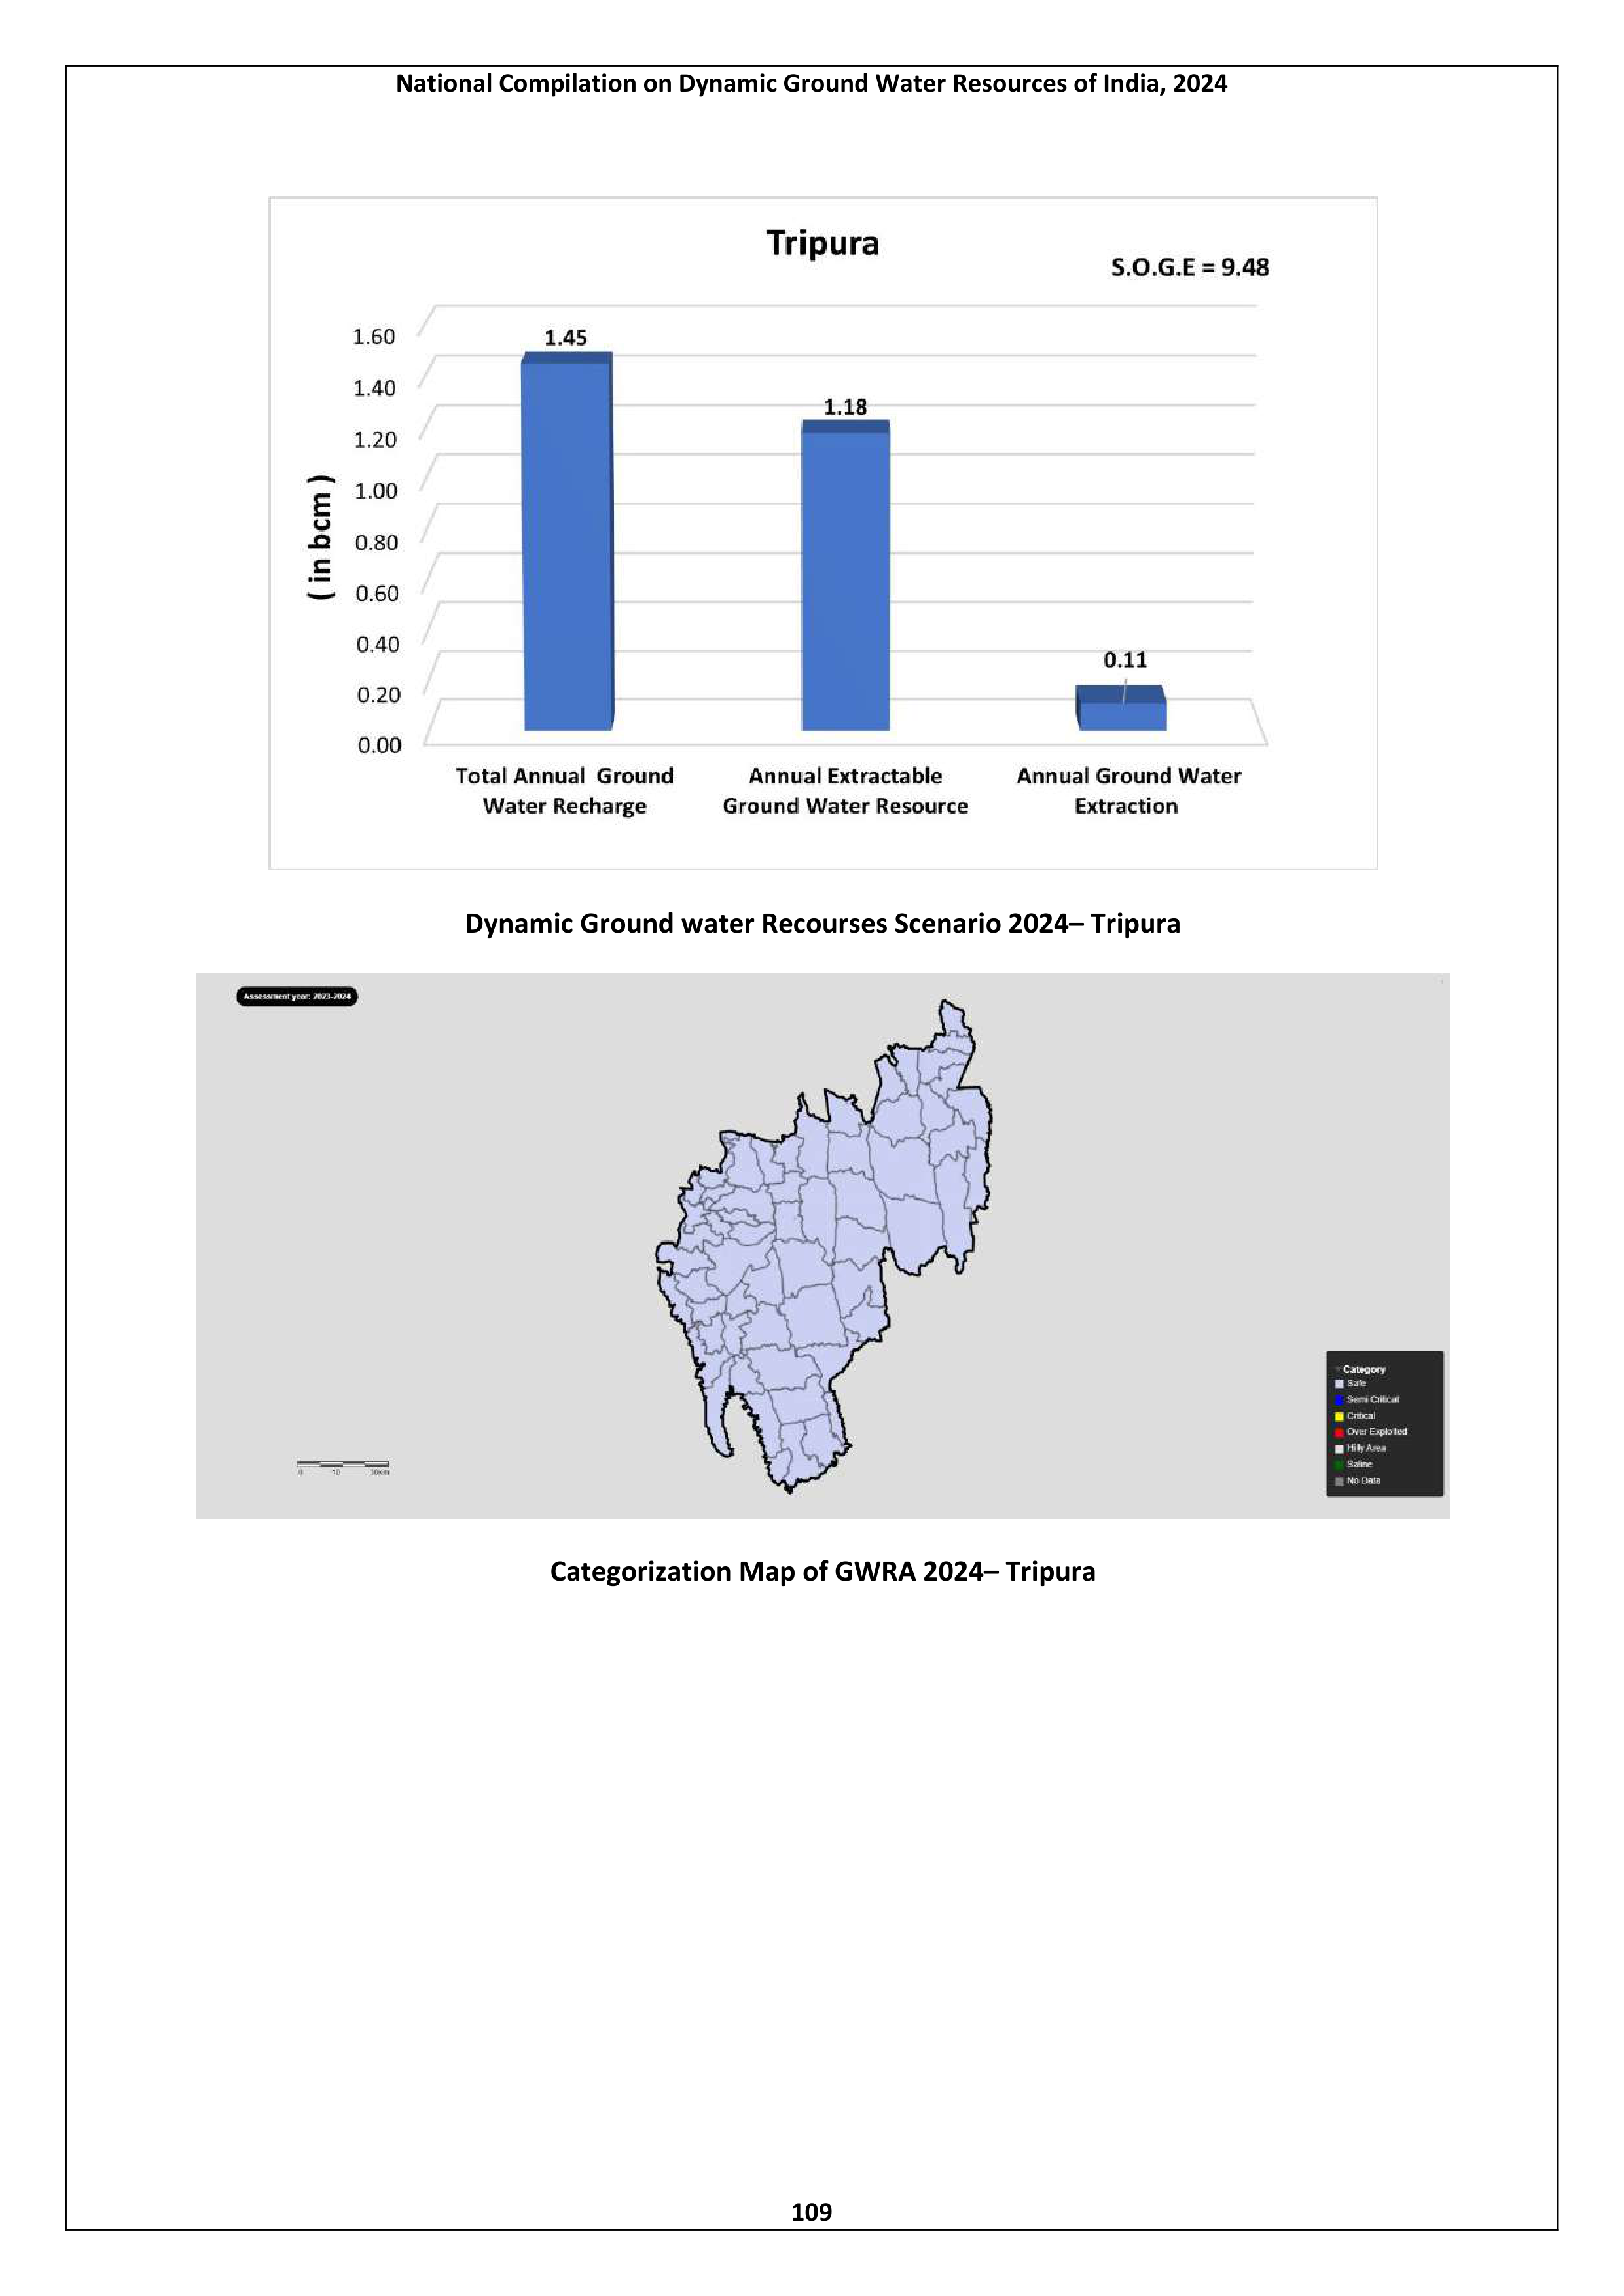 National Compilation on Dynamic Ground Water Resources of India, 2024
Tripura
S.O.G.E = 9.48
1.60
1.40
1.20
1.00
0.80
0.60
0.40
0.20
0.00
( in bcm )
1.45
1.18
0.11
Total Annual Ground
Water Recharge
Annual Extractable
Ground Water Resource
Annual Ground Water
Extraction
Dynamic Ground water Recourses Scenario 2024– Tripura
Assessment year: 2023-2024
Category
Safe
Semi Critical
Critical
Over Exploited
Hilly Area
Saline
No Data
0
Categorization Map of GWRA 2024– Tripura
109